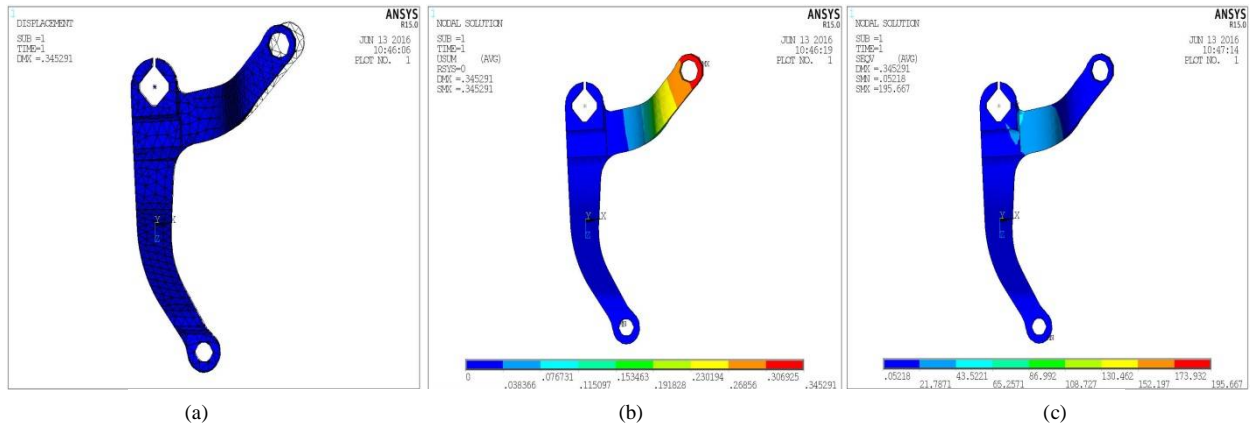 1
DISPLACEMENT
SUB =1
TIME=1
DMX =.345291
ANSYS
R15.0
JUN 13 2016
10:46:06
PLOT NO. 1
Y X
Z
(a)
1
NODAL SOLUTION
SUB =1
TIME=1
USUM (AVG)
RSYS=0
DMX =.345291
SMX =.345291
ANSYS
R15.0
JUN 13 2016
10:46:19
PLOT NO. 1
MX
Y X
Z
MN
0 .076731 .153463 .230194 .306925
.038366 .115097 .191828 .26856 .345291
(b)
1
NODAL SOLUTION
SUB =1
TIME=1
SEQV (AVG)
DMX =.345291
SMN =.05218
SMX =195.667
ANSYS
R15.0
JUN 13 2016
10:47:14
PLOT NO. 1
Y X
Z
.05218 43.5221 86.992 130.462 173.932
21.7871 65.2571 108.727 152.197 195.667
(c)